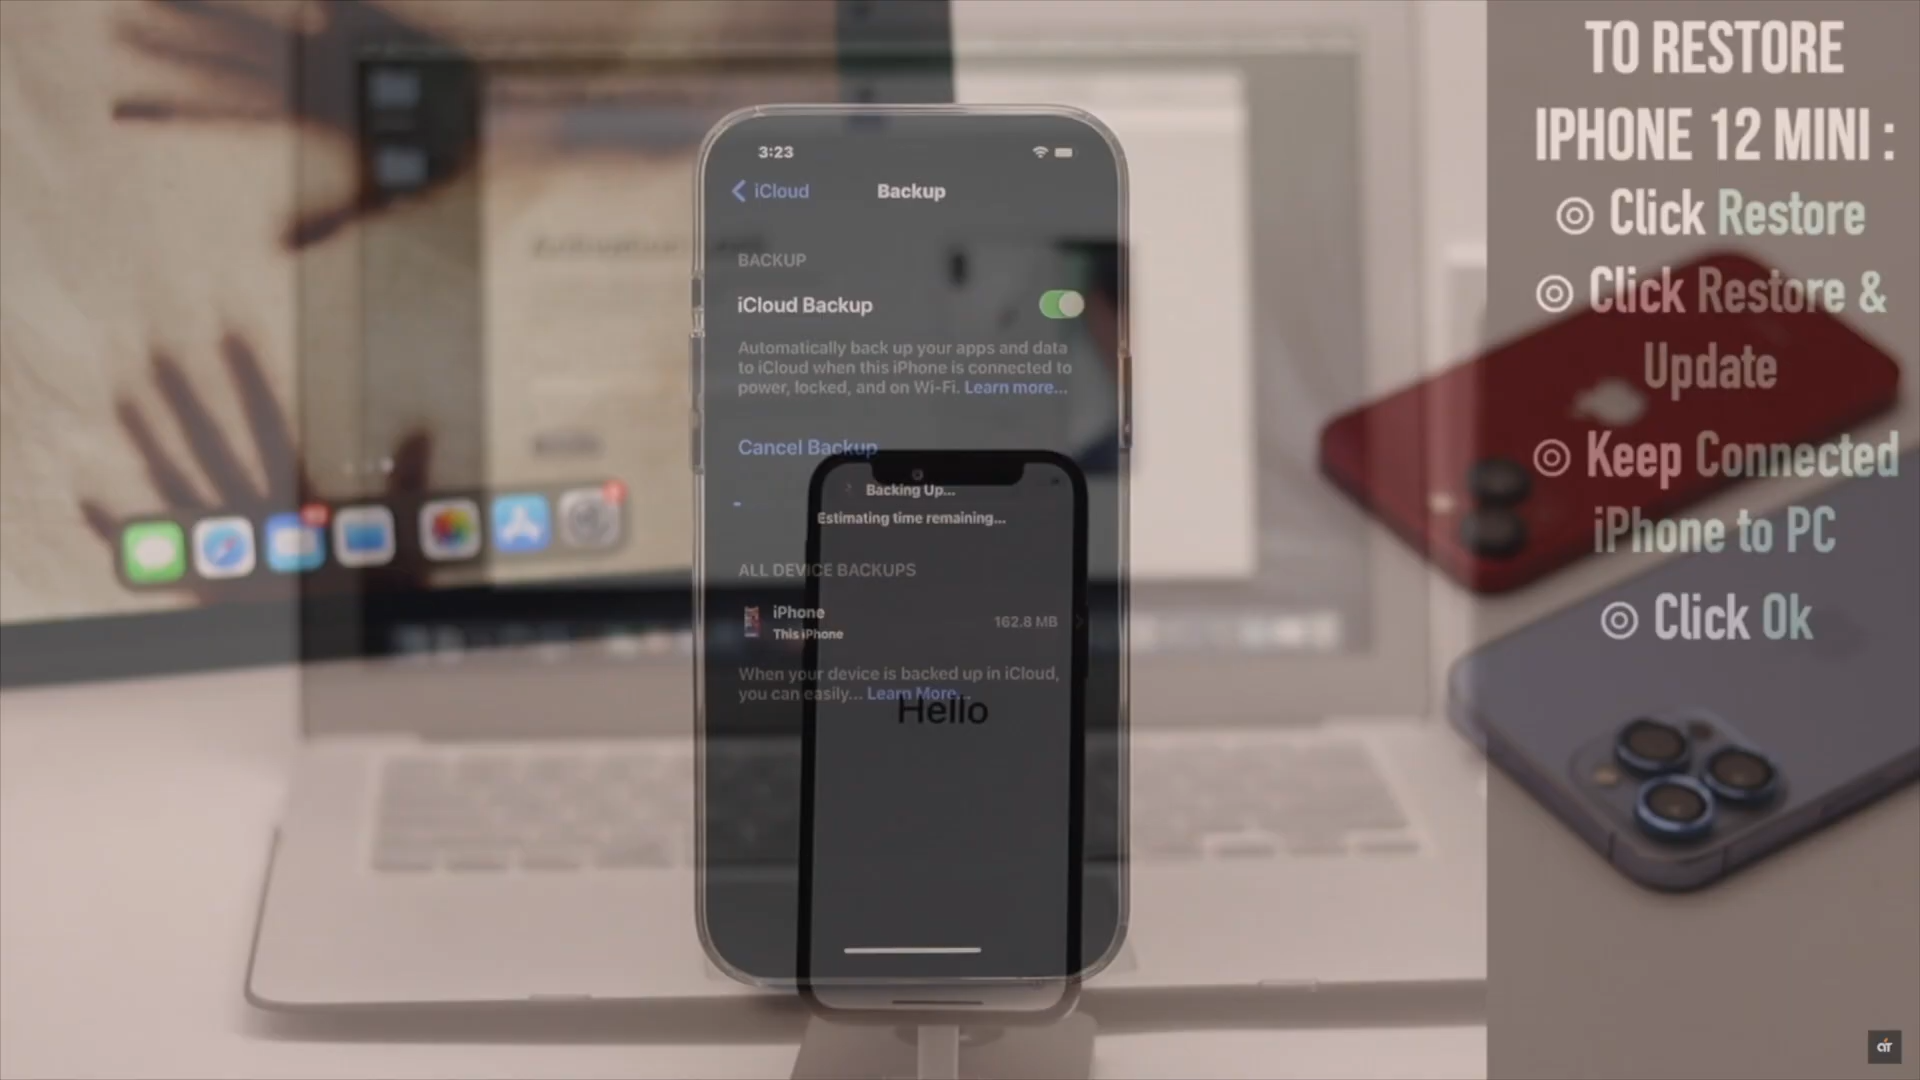 TO RESTORE
IPHONE 12 MINI :
Click Restore
Click Restore &
Update
Keep Connected
iPhone to PC
Click Ok
3:23
iCloud
Backup
BACKUP
iCloud Backup
Automatically back up your apps and data
to iCloud when this iPhone is connected to
power, locked, and on Wi-Fi. Learn more...
Cancel Backup
Backing Up...
Estimating time remaining...
ALL DEVICE BACKUPS
iPhone
This iPhone
162.8 MB
When your device is backed up in iCloud,
you can easily... Learn More...
Hello